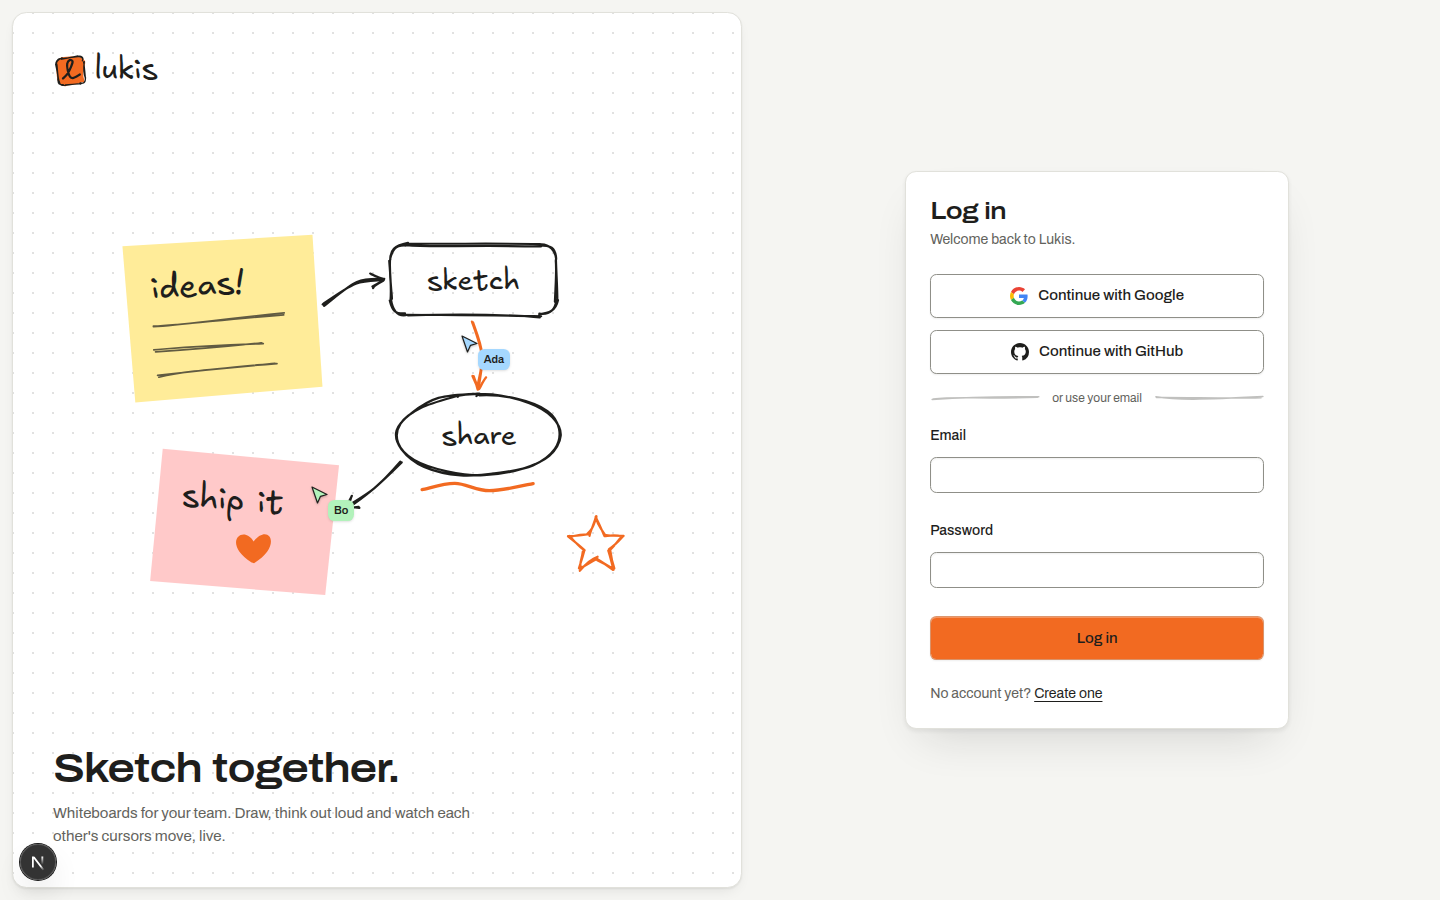 lukis
ideas!
sketch
Ada
share
ship it
Bo
Sketch together.
Whiteboards for your team. Draw, think out loud and watch each
other's cursors move, live.
N
Log in
Welcome back to Lukis.
Continue with Google
Continue with GitHub
or use your email
Email
Password
Log in
No account yet? Create one